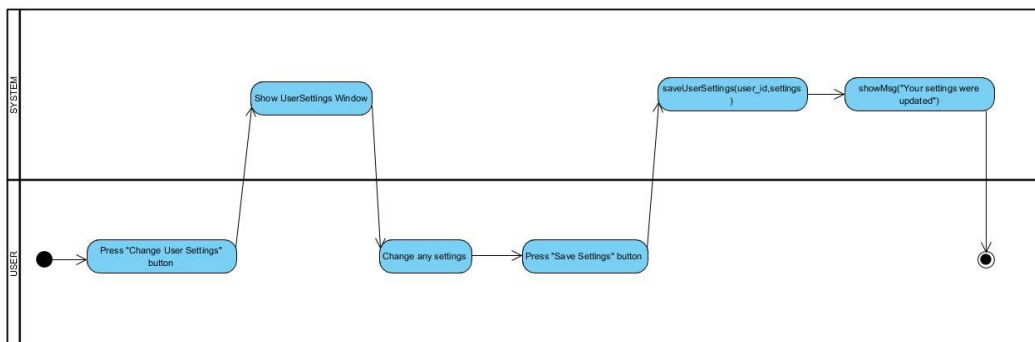 SYSTEM
Show UserSettings Window
saveUserSettings(user_id,settings
)
showMsg("Your settings were
updated")
USER
Press "Change User Settings"
button
Change any settings
Press "Save Settings" button